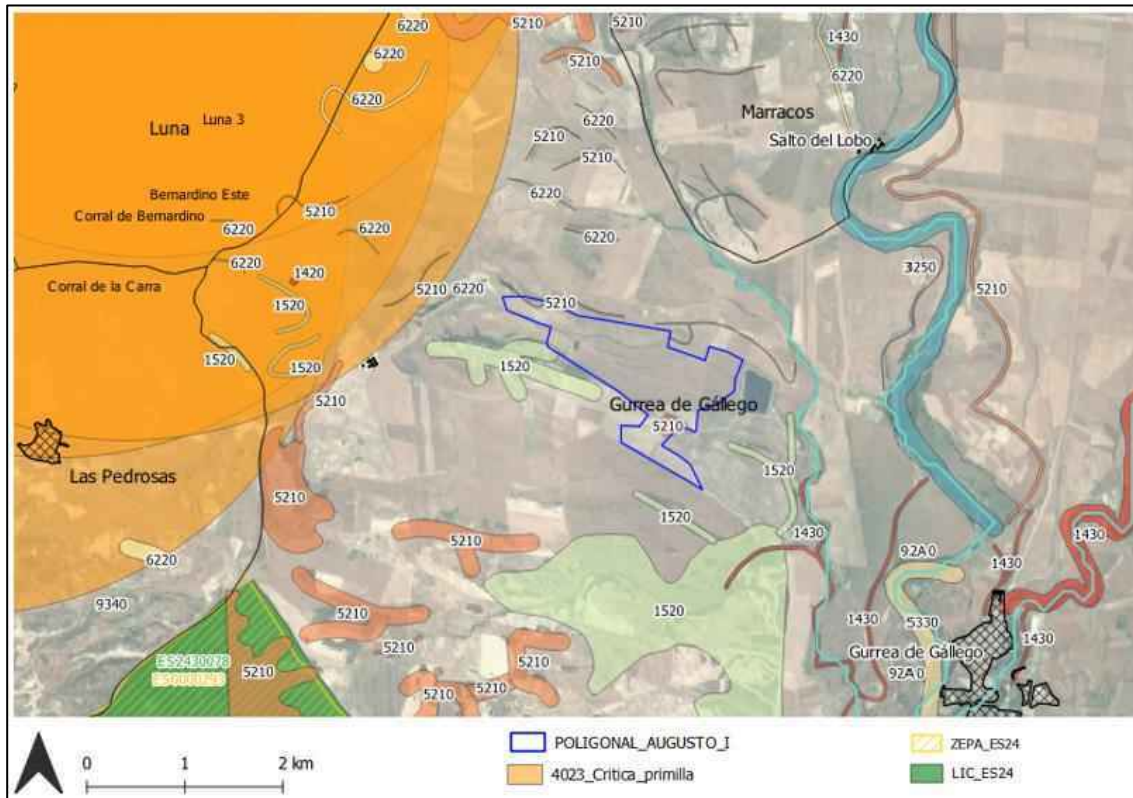 6220
5210
5210
1430
6220
5210
6220
Marracos
Salto del Lobo
Luna
Luna 3
6220
5210
5210
6220
Bernardino Este
Corral de Bernardino
5210
6220
6220
6220
3250
5210
1420
Corral de la Carra
5210
6220
5210
1520
1520
1520
1520
5210
Gurrea de Gállego
5210
Las Pedrosas
5210
1520
1520
5210
1430
6220
92A0
1430
9340
5210
1520
5330
1430
1430
5210
5210
Gurrea de Gállego
92A0
ES2430078
ES0000293
5210
5210
5210
5210
0 1 2 km
POLIGONAL_AUGUSTO_I
4023_Critica_primilla
ZEPA_ES24
LIC_ES24